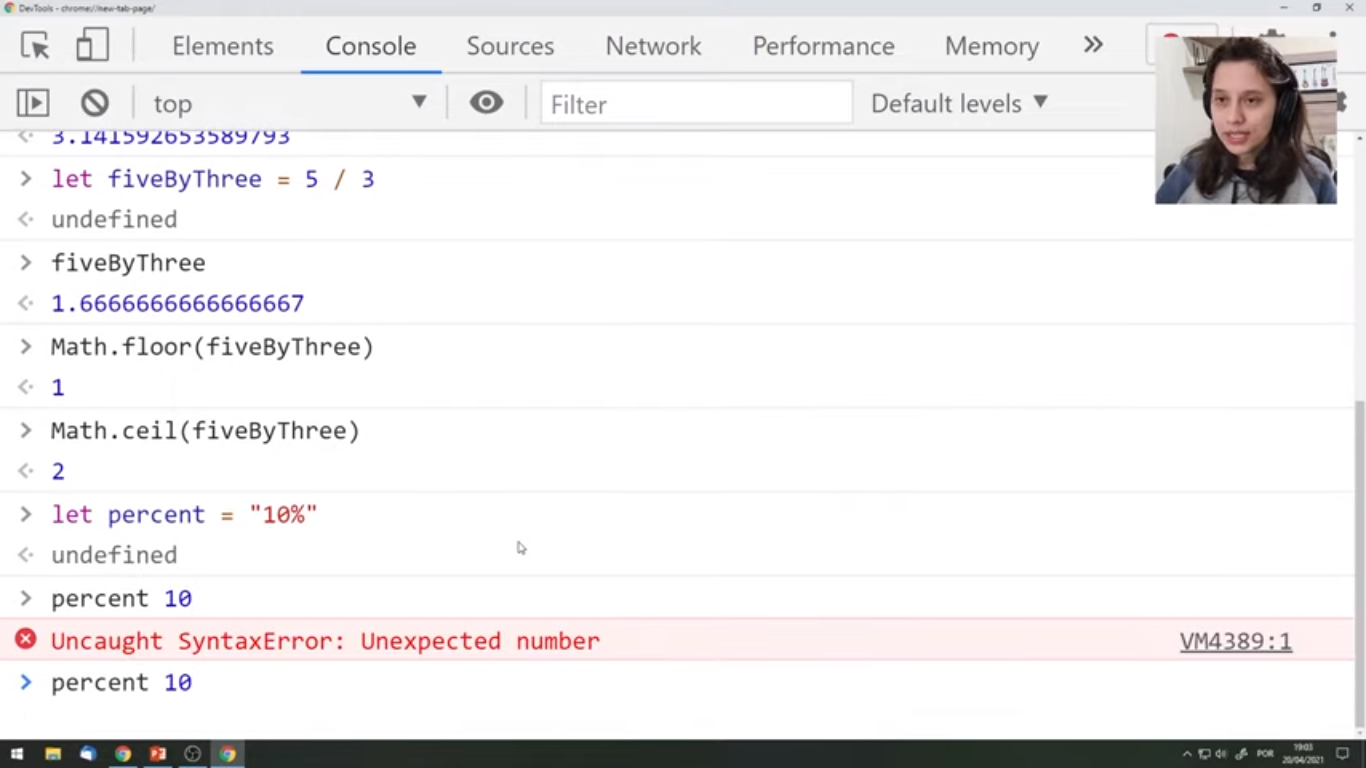 DevTools - chrome://new-tab-page/
Elements Console Sources Network Performance Memory »
top Filter Default levels ▼
3.141592653589793
> let fiveByThree = 5 / 3
undefined
> fiveByThree
1.6666666666666667
> Math.floor(fiveByThree)
1
> Math.ceil(fiveByThree)
2
> let percent = "10%"
undefined
> percent 10
Uncaught SyntaxError: Unexpected number VM4389:1
> percent 10
POR 19:03
20/04/2021